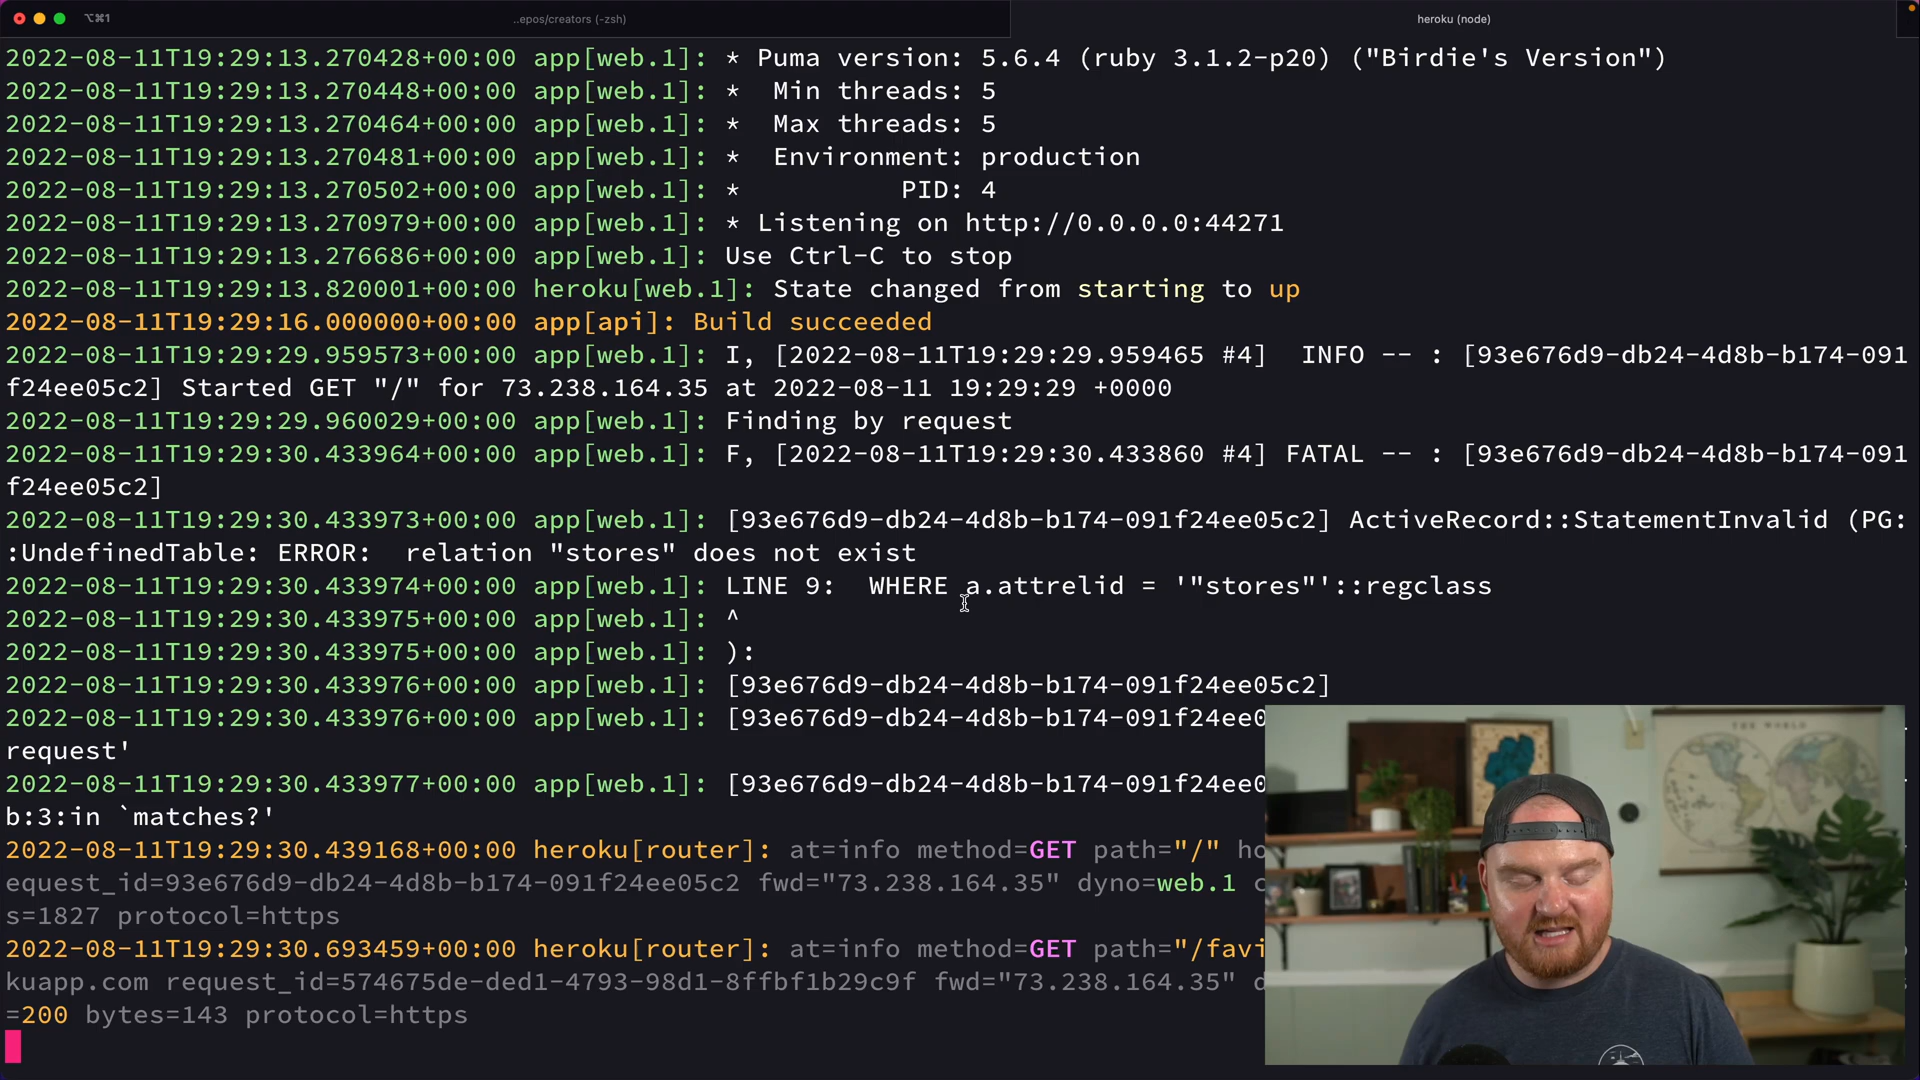 ⌥⌘1
..epos/creators (-zsh)
heroku (node)
2022-08-11T19:29:13.270428+00:00 app[web.1]: * Puma version: 5.6.4 (ruby 3.1.2-p20) ("Birdie's Version")
2022-08-11T19:29:13.270448+00:00 app[web.1]: *  Min threads: 5
2022-08-11T19:29:13.270464+00:00 app[web.1]: *  Max threads: 5
2022-08-11T19:29:13.270481+00:00 app[web.1]: *  Environment: production
2022-08-11T19:29:13.270502+00:00 app[web.1]: *          PID: 4
2022-08-11T19:29:13.270979+00:00 app[web.1]: * Listening on http://0.0.0.0:44271
2022-08-11T19:29:13.276686+00:00 app[web.1]: Use Ctrl-C to stop
2022-08-11T19:29:13.820001+00:00 heroku[web.1]: State changed from starting to up
2022-08-11T19:29:16.000000+00:00 app[api]: Build succeeded
2022-08-11T19:29:29.959573+00:00 app[web.1]: I, [2022-08-11T19:29:29.959465 #4]  INFO -- : [93e676d9-db24-4d8b-b174-091
f24ee05c2] Started GET "/" for 73.238.164.35 at 2022-08-11 19:29:29 +0000
2022-08-11T19:29:29.960029+00:00 app[web.1]: Finding by request
2022-08-11T19:29:30.433964+00:00 app[web.1]: F, [2022-08-11T19:29:30.433860 #4] FATAL -- : [93e676d9-db24-4d8b-b174-091
f24ee05c2]
2022-08-11T19:29:30.433973+00:00 app[web.1]: [93e676d9-db24-4d8b-b174-091f24ee05c2] ActiveRecord::StatementInvalid (PG:
:UndefinedTable: ERROR:  relation "stores" does not exist
2022-08-11T19:29:30.433974+00:00 app[web.1]: LINE 9:  WHERE a.attrelid = '"stores"'::regclass
2022-08-11T19:29:30.433975+00:00 app[web.1]: ^
2022-08-11T19:29:30.433975+00:00 app[web.1]: ):
2022-08-11T19:29:30.433976+00:00 app[web.1]: [93e676d9-db24-4d8b-b174-091f24ee05c2]
2022-08-11T19:29:30.433976+00:00 app[web.1]: [93e676d9-db24-4d8b-b174-091f24ee0
request'
2022-08-11T19:29:30.433977+00:00 app[web.1]: [93e676d9-db24-4d8b-b174-091f24ee0
b:3:in `matches?'
2022-08-11T19:29:30.439168+00:00 heroku[router]: at=info method=GET path="/" ho
equest_id=93e676d9-db24-4d8b-b174-091f24ee05c2 fwd="73.238.164.35" dyno=web.1 c
s=1827 protocol=https
2022-08-11T19:29:30.693459+00:00 heroku[router]: at=info method=GET path="/favi
kuapp.com request_id=574675de-ded1-4793-98d1-8ffbf1b29c9f fwd="73.238.164.35" d
=200 bytes=143 protocol=https
THE WORLD